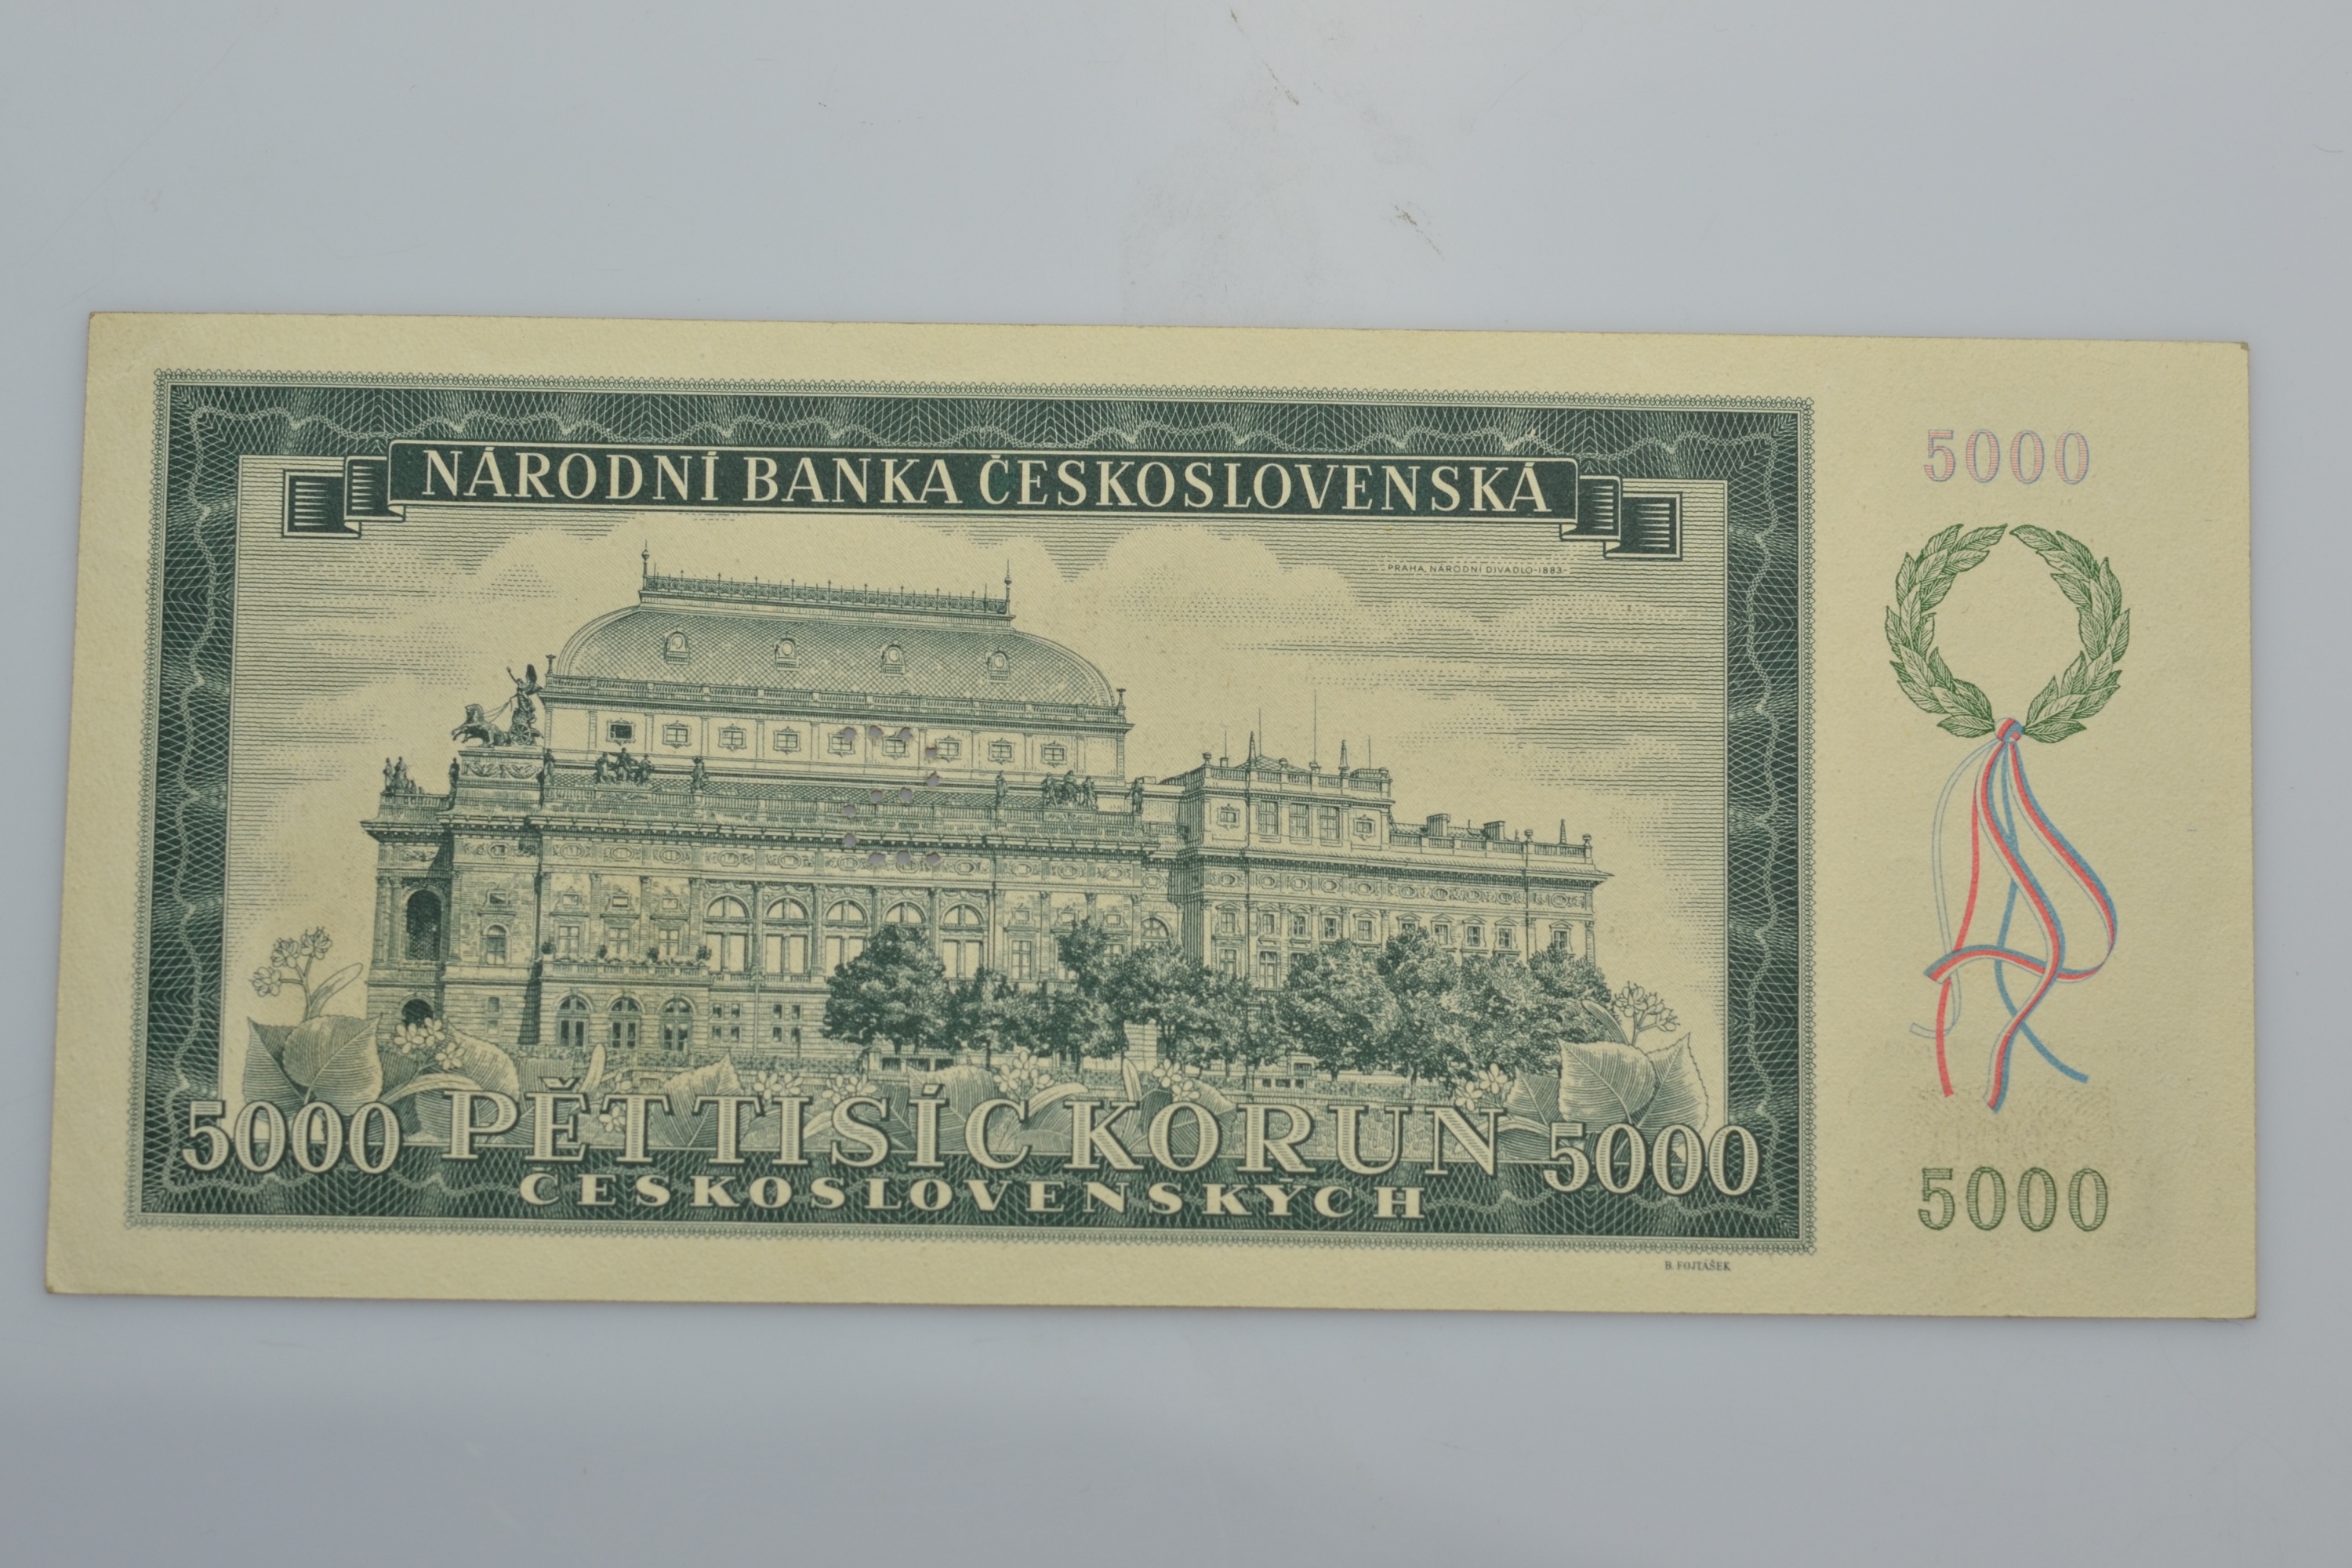 NÁRODNÍ BANKA ČESKOSLOVENSKÁ
PRAHA, NÁRODNÍ DIVADLO-1883-
5000
5000 PĚT TISÍC KORUN 5000
ČESKOSLOVENSKÝCH
5000
B. FOJTÁŠEK